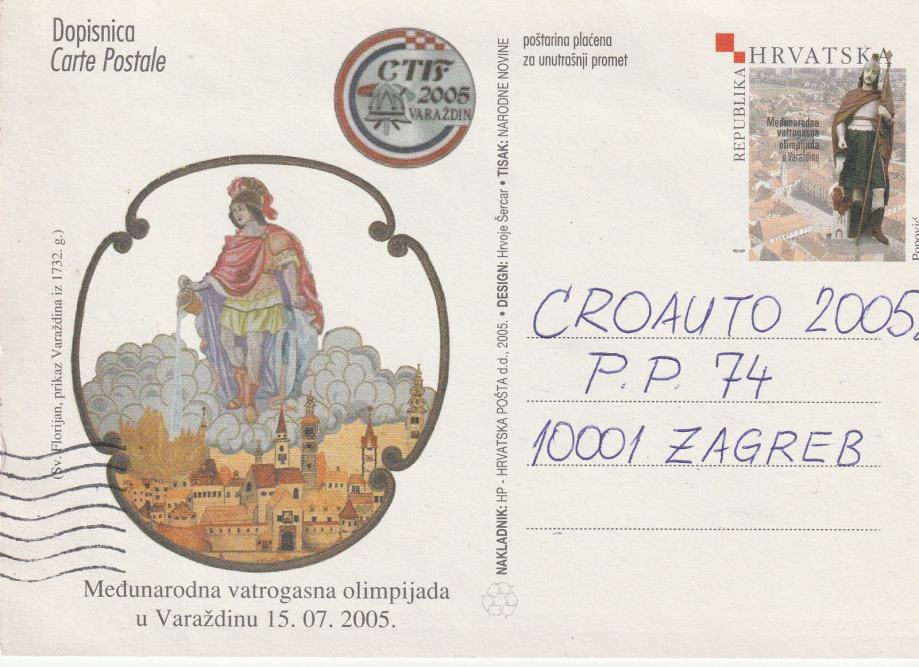 Dopisnica
Carte Postale
CTIF
2005
VARAŽDIN
(Sv. Florijan, prikaz Varaždina iz 1732. g.)
Međunarodna vatrogasna olimpijada
u Varaždinu 15. 07. 2005.
NAKLADNIK: HP - HRVATSKA POŠTA d.d., 2005. • DESIGN: Hrvoje Šercar • TISAK: NARODNE NOVINE
poštarina plaćena
za unutrašnji promet
REPUBLIKA HRVATSKA
Međunarodna
vatrogasna
olimpijada
u Varaždinu
Popović
CROAUTO 2005
P.P. 74
10001 ZAGREB